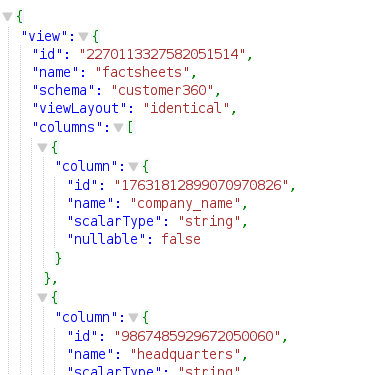 {
"view": {
"id": "2270113327582051514",
"name": "factsheets",
"schema": "customer360",
"viewLayout": "identical",
"columns": [
{
"column": {
"id": "17631812899070970826",
"name": "company_name",
"scalarType": "string",
"nullable": false
}
},
{
"column": {
"id": "9867485929672050060",
"name": "headquarters",
"scalarType": "string"